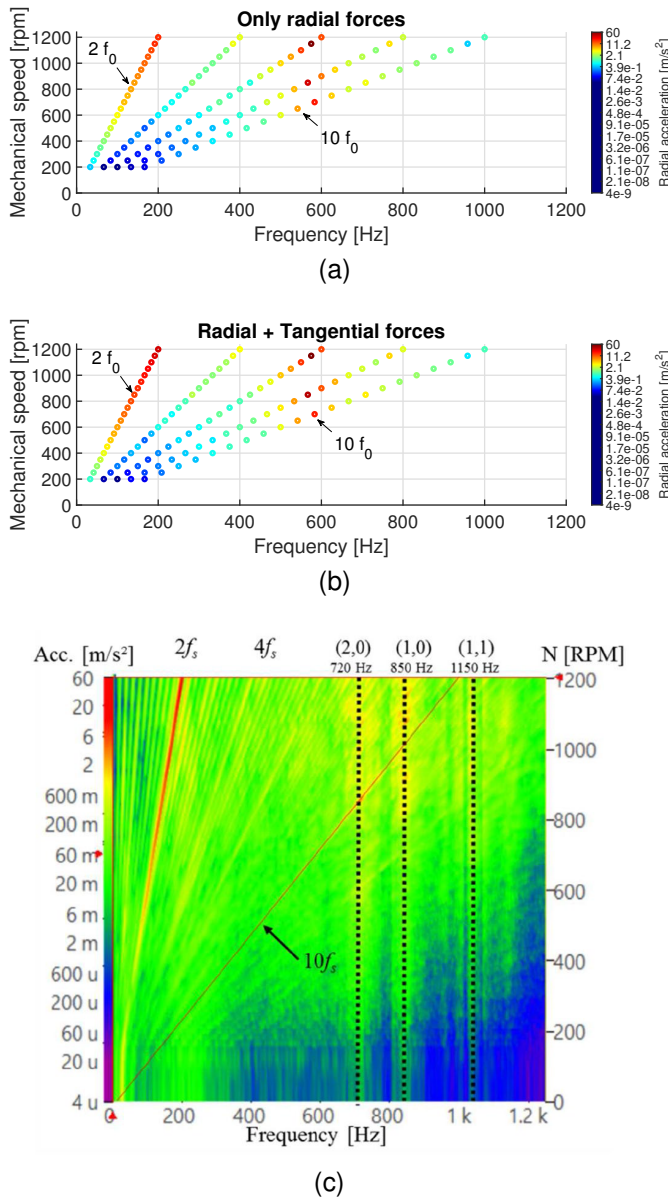 Only radial forces
Mechanical speed [rpm]
1200
1000
800
600
400
200
0
2 f0
10 f0
0 200 400 600 800 1000 1200
Frequency [Hz]
60
11.2
2.0
3.9e-1
7.4e-2
1.4e-02
2.6e-3
4.8e-4
9.1e-05
1.7e-05
3.2e-06
6.1e-07
1.1e-07
2.1e-08
4e-9
Radial acceleration [m/s²]
(a)
Radial + Tangential forces
Mechanical speed [rpm]
1200
1000
800
600
400
200
0
2 f0
10 f0
0 200 400 600 800 1000 1200
Frequency [Hz]
60
11.2
2.0
3.9e-1
7.4e-2
1.4e-02
2.6e-3
4.8e-4
9.1e-05
1.7e-05
3.2e-06
6.1e-07
1.1e-07
2.1e-08
4e-9
Radial acceleration [m/s²]
(b)
Acc. [m/s²] 2fs 4fs (2,0) (1,0) (1,1) N [RPM]
720 Hz 850 Hz 1150 Hz
60
20
6
2
600 m
200 m
60 m
20 m
6 m
2 m
600 u
200 u
60 u
20 u
4 u
10fs
1200
1000
800
600
400
200
0
0 200 400 600 800 1 k 1.2 k
Frequency [Hz]
(c)